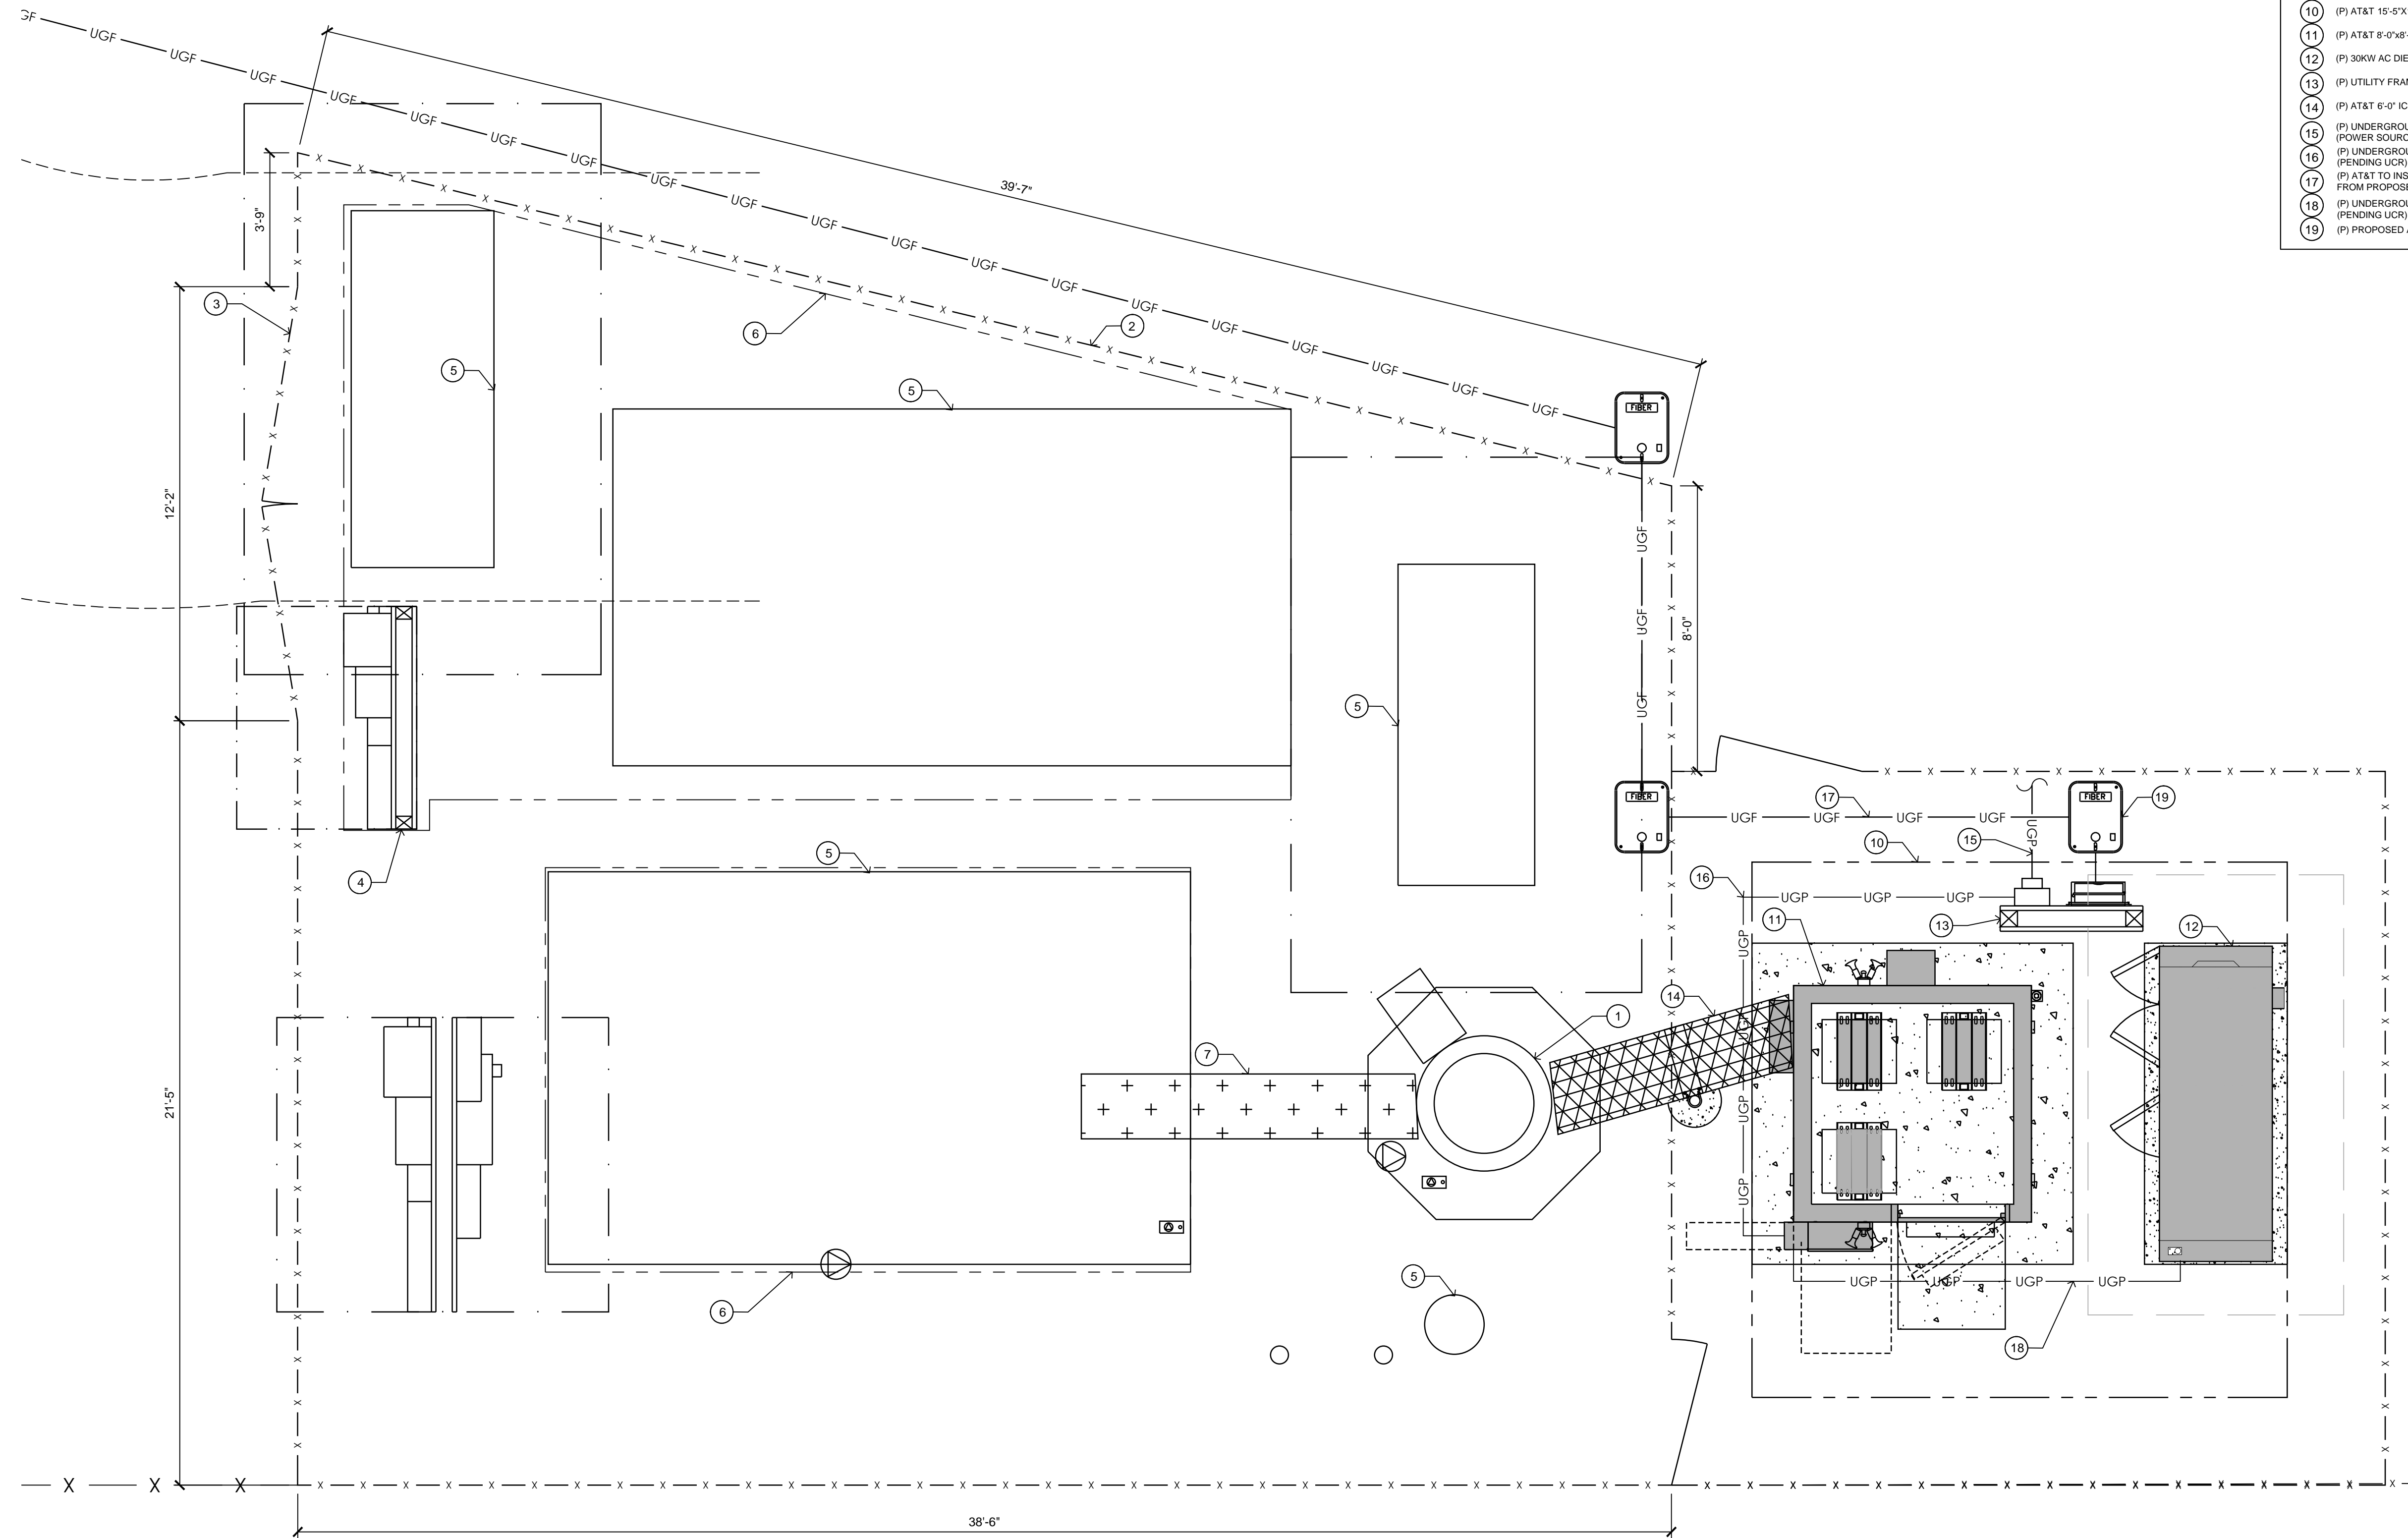 10 (P) AT&T 15'-5"X
11 (P) AT&T 8'-0"x8'-
12 (P) 30KW AC DIE
13 (P) UTILITY FRA
14 (P) AT&T 6'-0" IC
15 (P) UNDERGROU
(POWER SOURC
16 (P) UNDERGROU
(PENDING UCR)
17 (P) AT&T TO INS
FROM PROPOSE
18 (P) UNDERGROU
(PENDING UCR)
19 (P) PROPOSED
UGF UGF UGF UGF UGF UGF UGF UGF UGF UGF UGF UGF UGF UGF UGF UGF UGF UGF UGF
39'-7"
3'-9"
3
6
2
5
5
FIBER
12'-2"
UGF
UGF
UGF
8'-0"
5
FIBER
17
UGF UGF UGF UGF
FIBER
19
UGP
10
15
5
4
16
UGP UGP UGP
13
11
12
UGP
14
1
7
UGP
UGP
UGP
21'-5"
5
6
UGP UGP UGP UGP
18
38'-6"